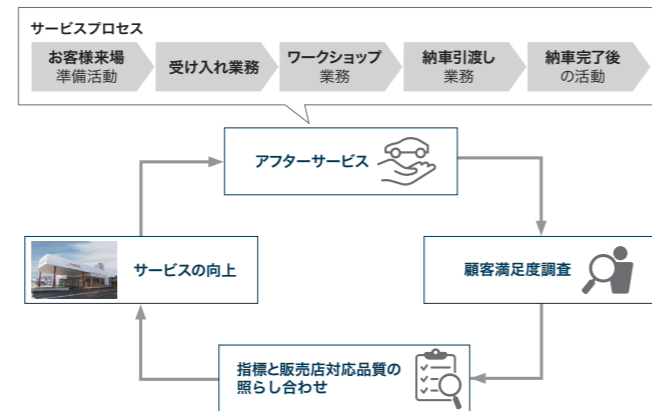 サービスプロセス
お客様来場
準備活動
受け入れ業務
ワークショップ
業務
納車引渡し
業務
納車完了後
の活動
アフターサービス
サービスの向上
顧客満足度調査
指標と販売店対応品質の
照らし合わせ